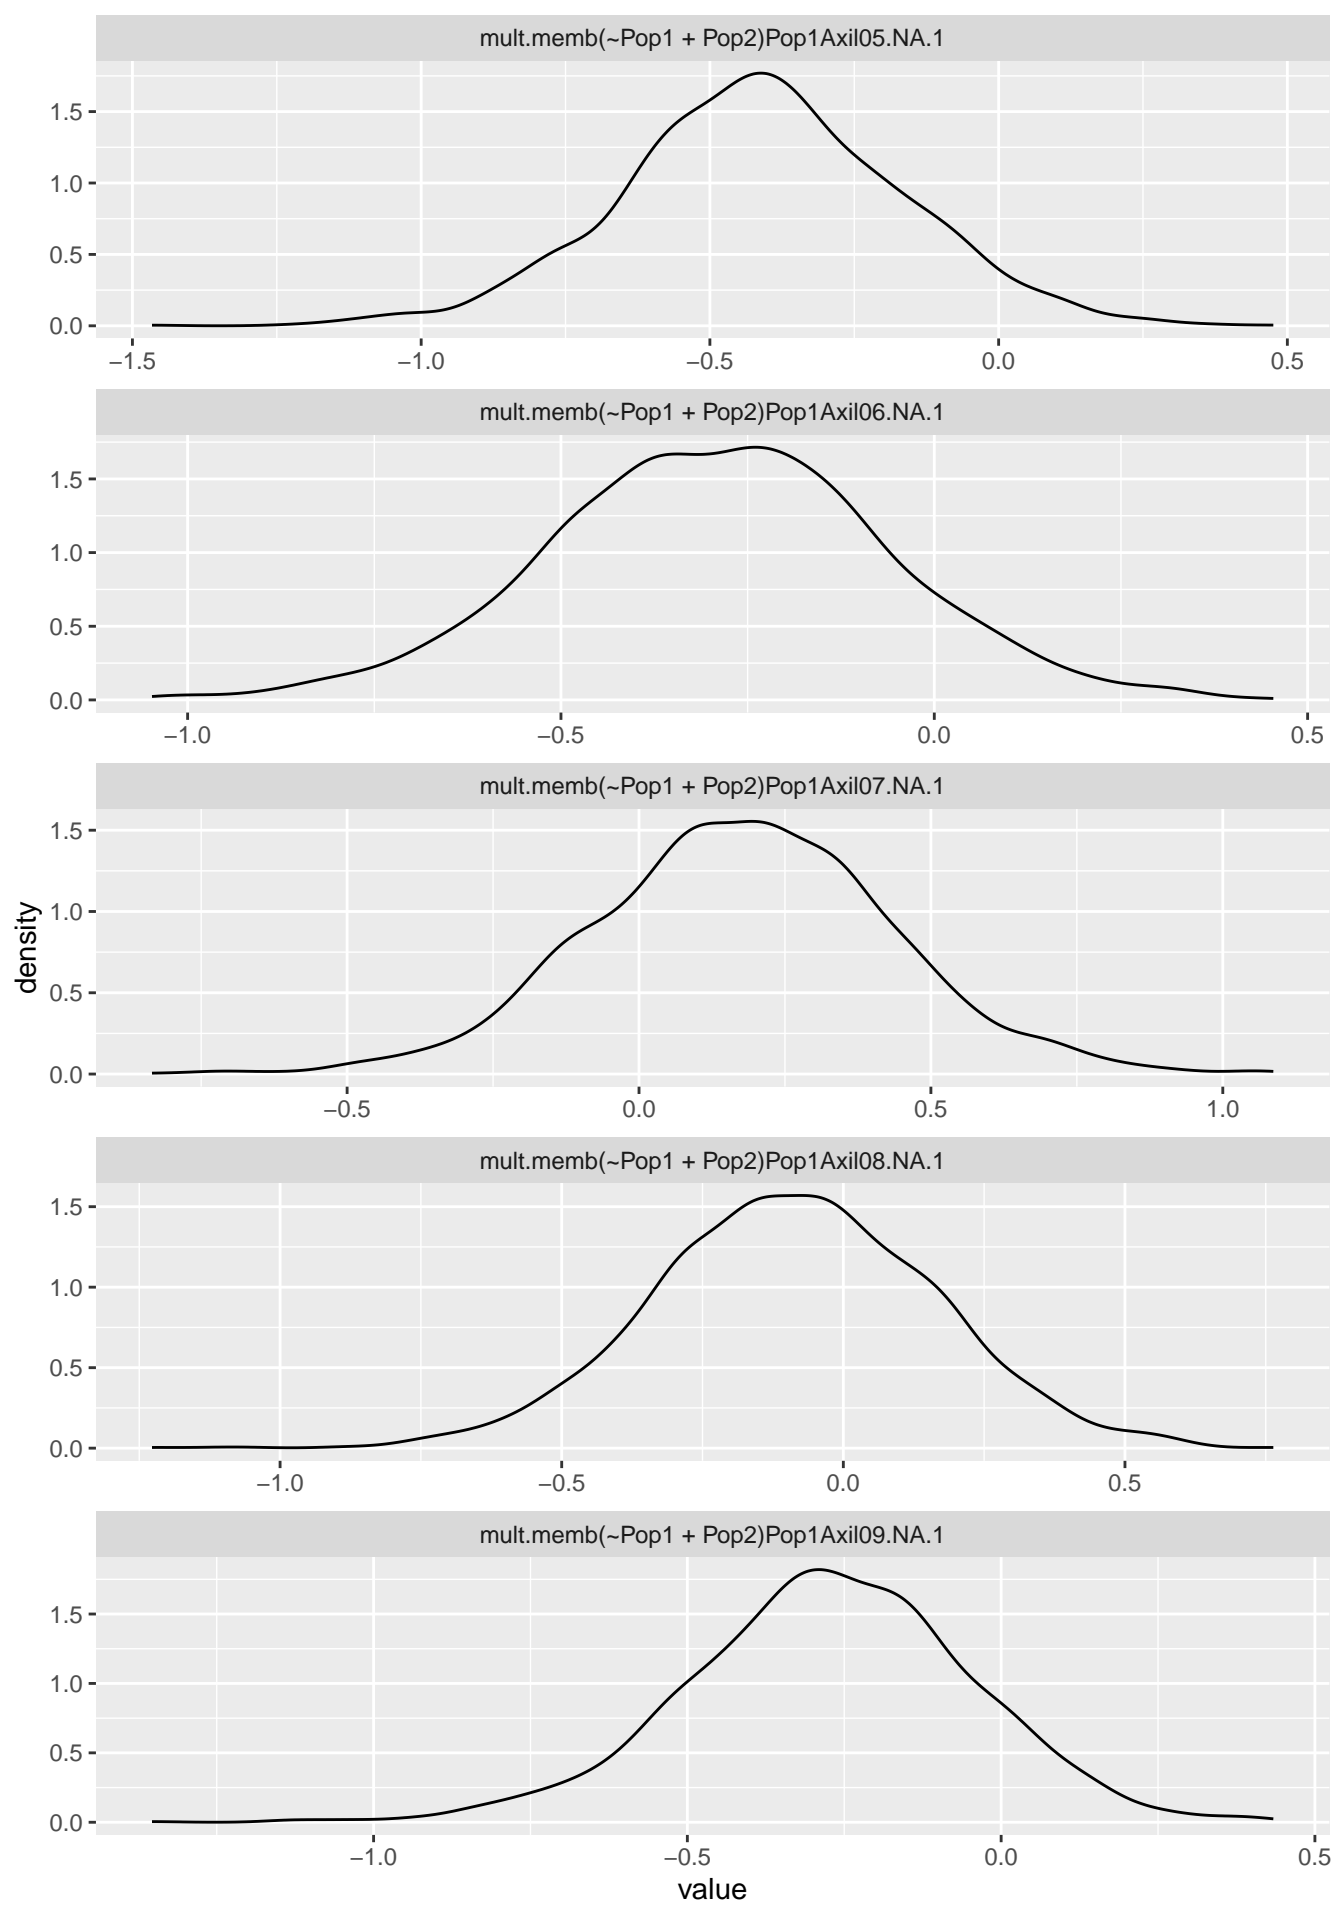 mult.memb(~Pop1 + Pop2)Pop1Axil05.NA.1
1.5
1.0
0.5
0.0
−1.5 −1.0 −0.5 0.0 0.5
mult.memb(~Pop1 + Pop2)Pop1Axil06.NA.1
1.5
1.0
0.5
0.0
−1.0 −0.5 0.0 0.5
mult.memb(~Pop1 + Pop2)Pop1Axil07.NA.1
1.5
1.0
0.5
0.0
−0.5 0.0 0.5 1.0
density
mult.memb(~Pop1 + Pop2)Pop1Axil08.NA.1
1.5
1.0
0.5
0.0
−1.0 −0.5 0.0 0.5
mult.memb(~Pop1 + Pop2)Pop1Axil09.NA.1
1.5
1.0
0.5
0.0
−1.0 −0.5 0.0 0.5
value